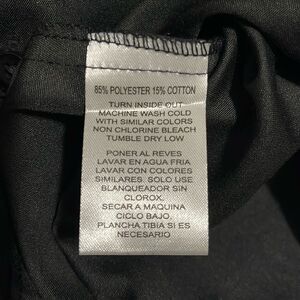 85% POLYESTER 15% COTTON
TURN INSIDE OUT
MACHINE WASH COLD
WITH SIMILAR COLORS
NON CHLORINE BLEACH
TUMBLE DRY LOW
PONER AL REVES
LAVAR EN AGUA FRIA
LAVAR CON COLORES
SIMILARES. SOLO USE
BLANQUEADOR SIN
CLOROX.
SECAR A MAQUINA
CICLO BAJO.
PLANCHA TIBIA SI ES
NECESARIO